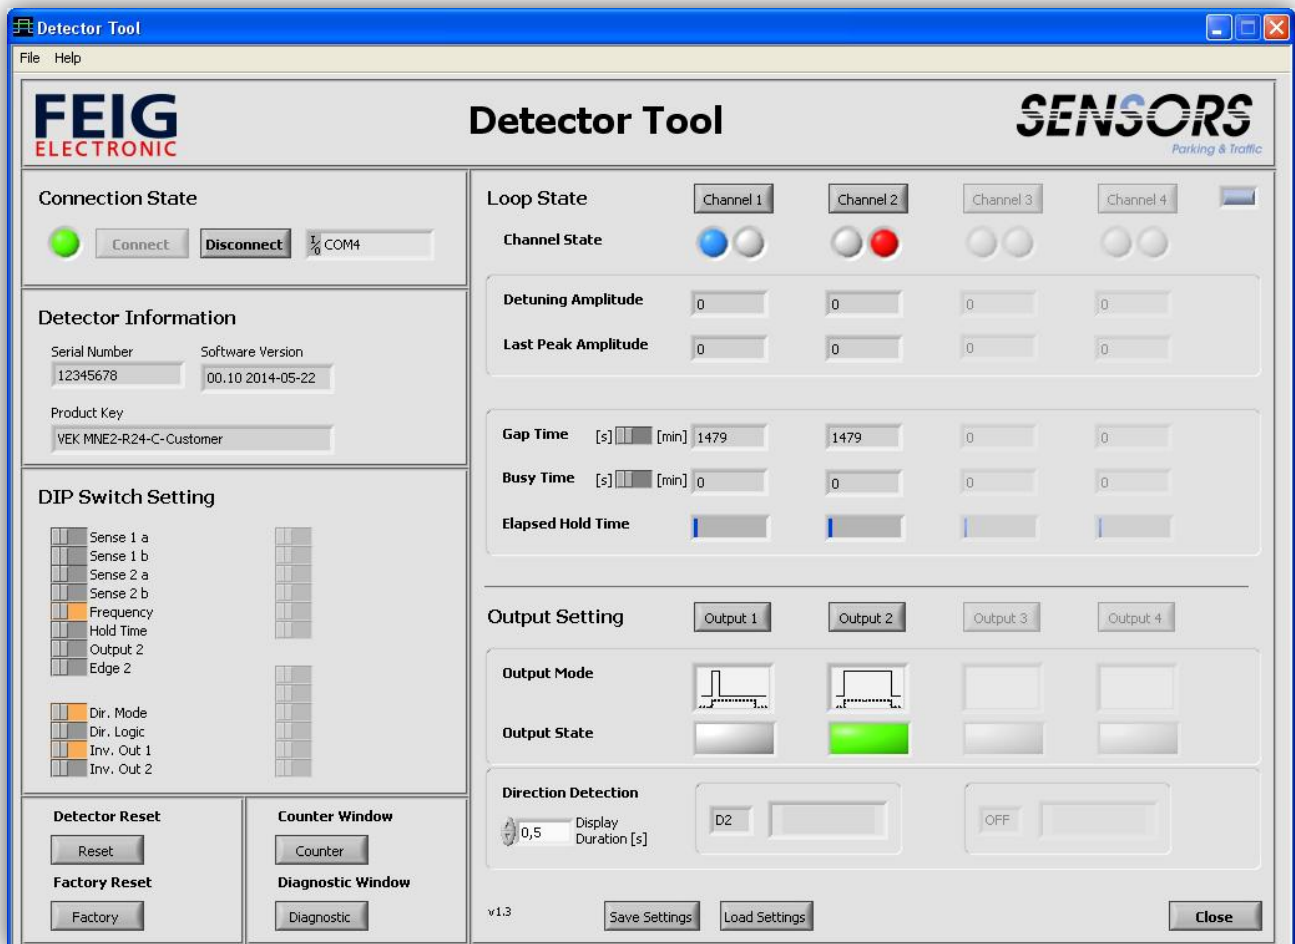 Detector Tool
File Help
FEIG
ELECTRONIC
Detector Tool
SENSORS
Parking & Traffic
Connection State
Connect Disconnect I/O COM4
Detector Information
Serial Number Software Version
12345678 00.10 2014-05-22
Product Key
VEK MNE2-R24-C-Customer
DIP Switch Setting
Sense 1 a
Sense 1 b
Sense 2 a
Sense 2 b
Frequency
Hold Time
Output 2
Edge 2
Dir. Mode
Dir. Logic
Inv. Out 1
Inv. Out 2
Detector Reset
Reset
Factory Reset
Factory
Counter Window
Counter
Diagnostic Window
Diagnostic
Loop State Channel 1 Channel 2 Channel 3 Channel 4
Channel State
Detuning Amplitude 0 0 0 0
Last Peak Amplitude 0 0 0 0
Gap Time [s] [min] 1479 1479 0 0
Busy Time [s] [min] 0 0 0 0
Elapsed Hold Time
Output Setting Output 1 Output 2 Output 3 Output 4
Output Mode
Output State
Direction Detection
0,5 Display
Duration [s]
D2 OFF
v1.3 Save Settings Load Settings Close